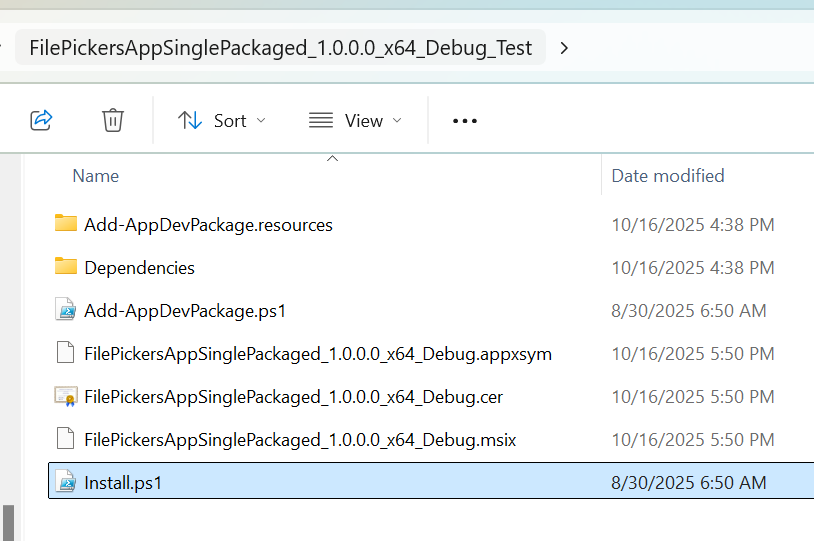 FilePickersAppSinglePackaged_1.0.0.0_x64_Debug_Test
Sort View
Name Date modified
Add-AppDevPackage.resources 10/16/2025 4:38 PM
Dependencies 10/16/2025 4:38 PM
Add-AppDevPackage.ps1 8/30/2025 6:50 AM
FilePickersAppSinglePackaged_1.0.0.0_x64_Debug.appxsym 10/16/2025 5:50 PM
FilePickersAppSinglePackaged_1.0.0.0_x64_Debug.cer 10/16/2025 5:50 PM
FilePickersAppSinglePackaged_1.0.0.0_x64_Debug.msix 10/16/2025 5:50 PM
Install.ps1 8/30/2025 6:50 AM